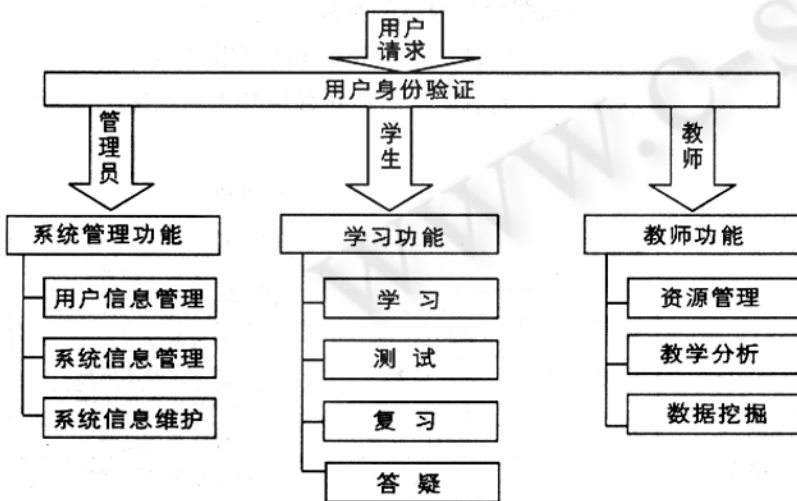 用户
请求
用户身份验证
管理员
学生
教师
系统管理功能
学习功能
教师功能
用户信息管理
系统信息管理
系统信息维护
学 习
测 试
复 习
答 疑
资源管理
教学分析
数据挖掘
www.c-s